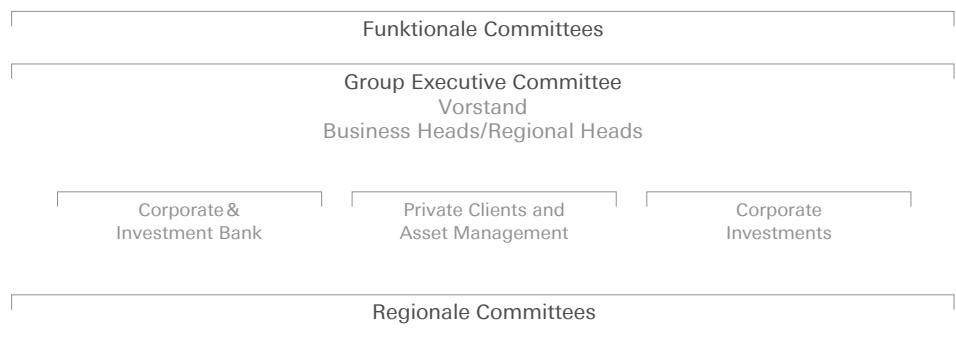 Funktionale Committees
Group Executive Committee
Vorstand
Business Heads/Regional Heads
Corporate &
Investment Bank
Private Clients and
Asset Management
Corporate
Investments
Regionale Committees